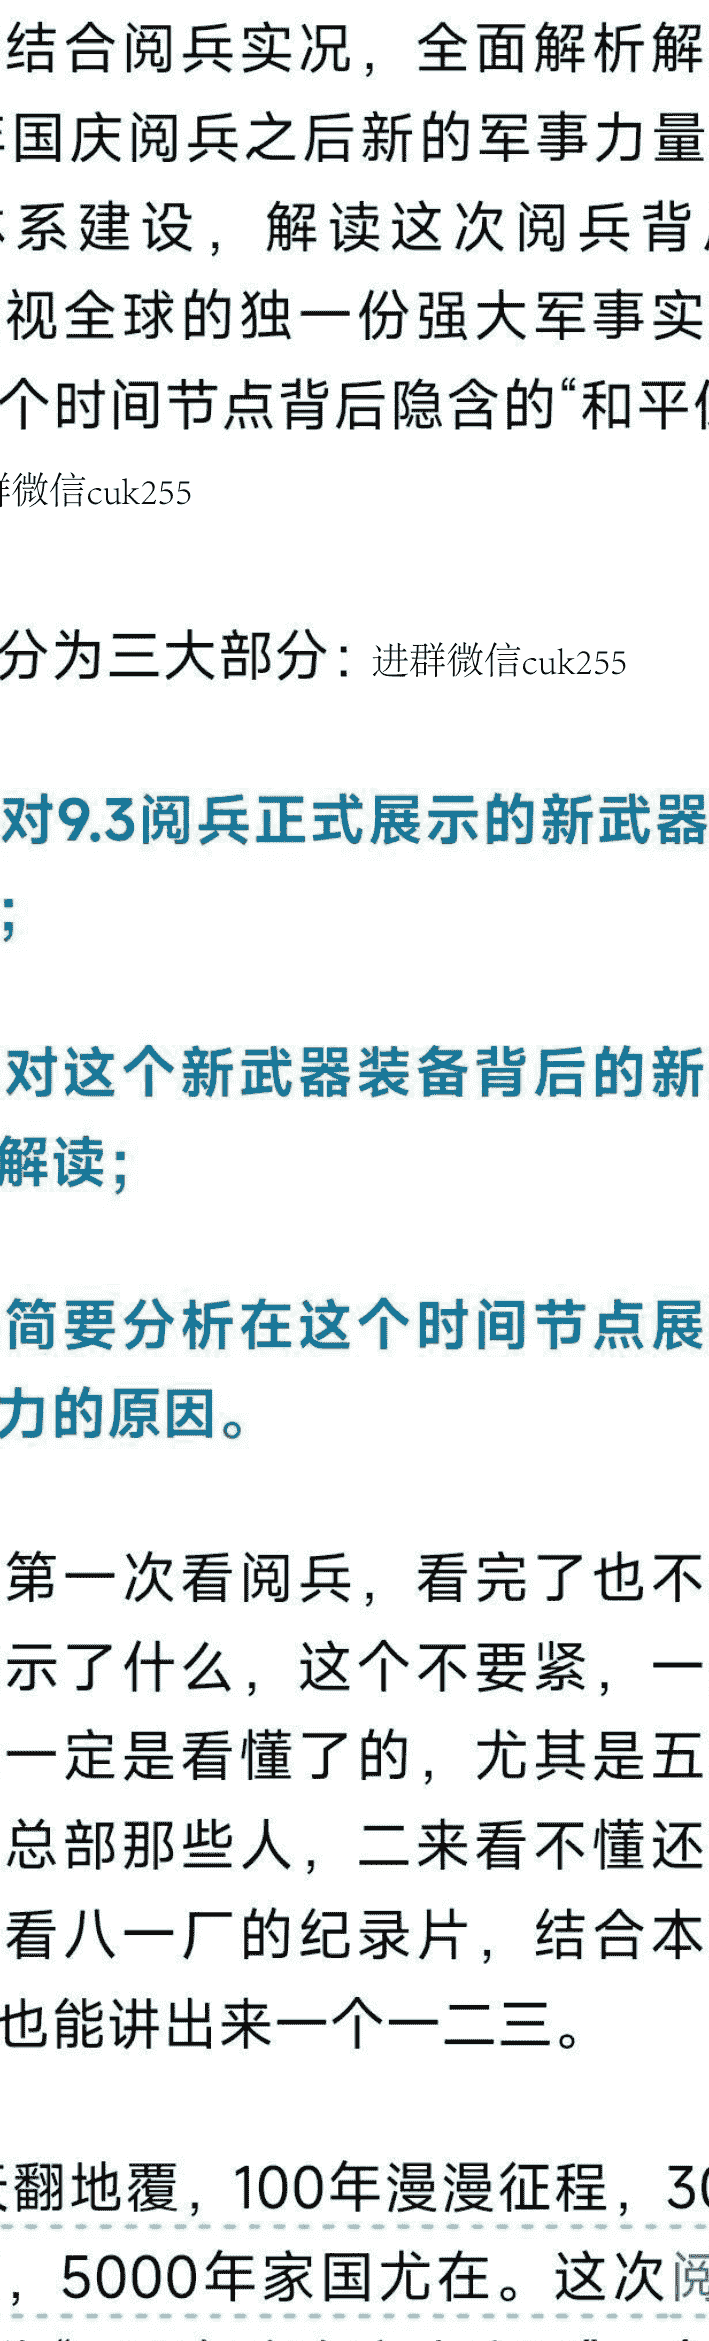 结合阅兵实况，全面解析解
国庆阅兵之后新的军事力量
系建设，解读这次阅兵背
视全球的独一份强大军事实
个时间节点背后隐含的“和平
群微信cuk255
分为三大部分：进群微信cuk255
对9.3阅兵正式展示的新武器
；
对这个新武器装备背后的新
解读；
简要分析在这个时间节点展
力的原因。
第一次看阅兵，看完了也不
示了什么，这个不要紧，一
一定是看懂了的，尤其是五
总部那些人，二来看不懂还
看八一厂的纪录片，结合本
也能讲出来一个一二三。
翻地覆，100年漫漫征程，30
，5000年家国尤在。这次阅